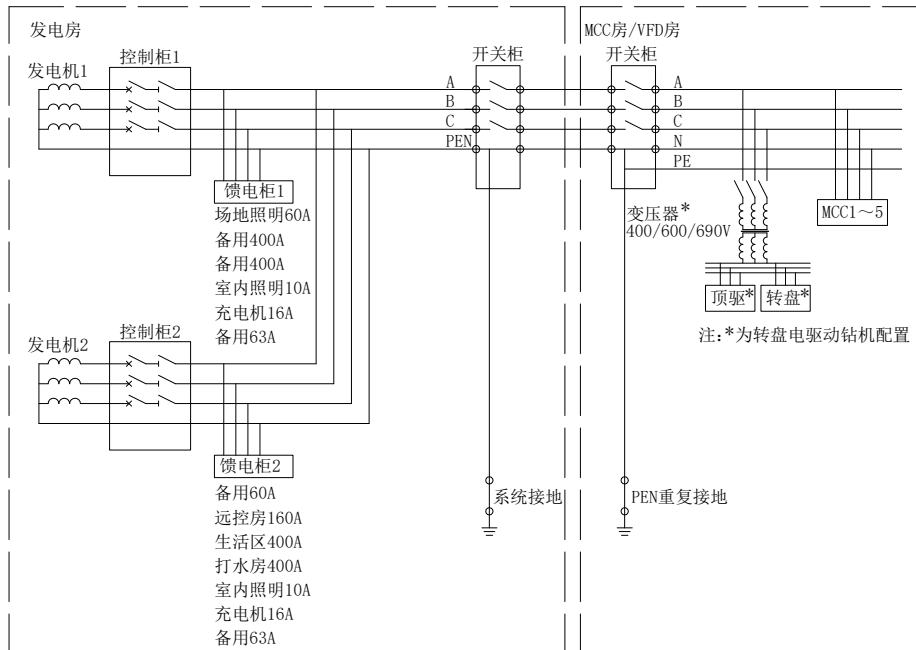 发电房
发电机1
控制柜1
馈电柜1
场地照明60A
备用400A
备用400A
室内照明10A
充电机16A
备用63A
发电机2
控制柜2
馈电柜2
备用60A
远控房160A
生活区400A
打水房400A
室内照明10A
充电机16A
备用63A
开关柜
A
B
C
PEN
系统接地
MCC房/VFD房
开关柜
A
B
C
N
PE
变压器*
400/600/690V
MCC1～5
顶驱*
转盘*
注:*为转盘电驱动钻机配置
PEN重复接地